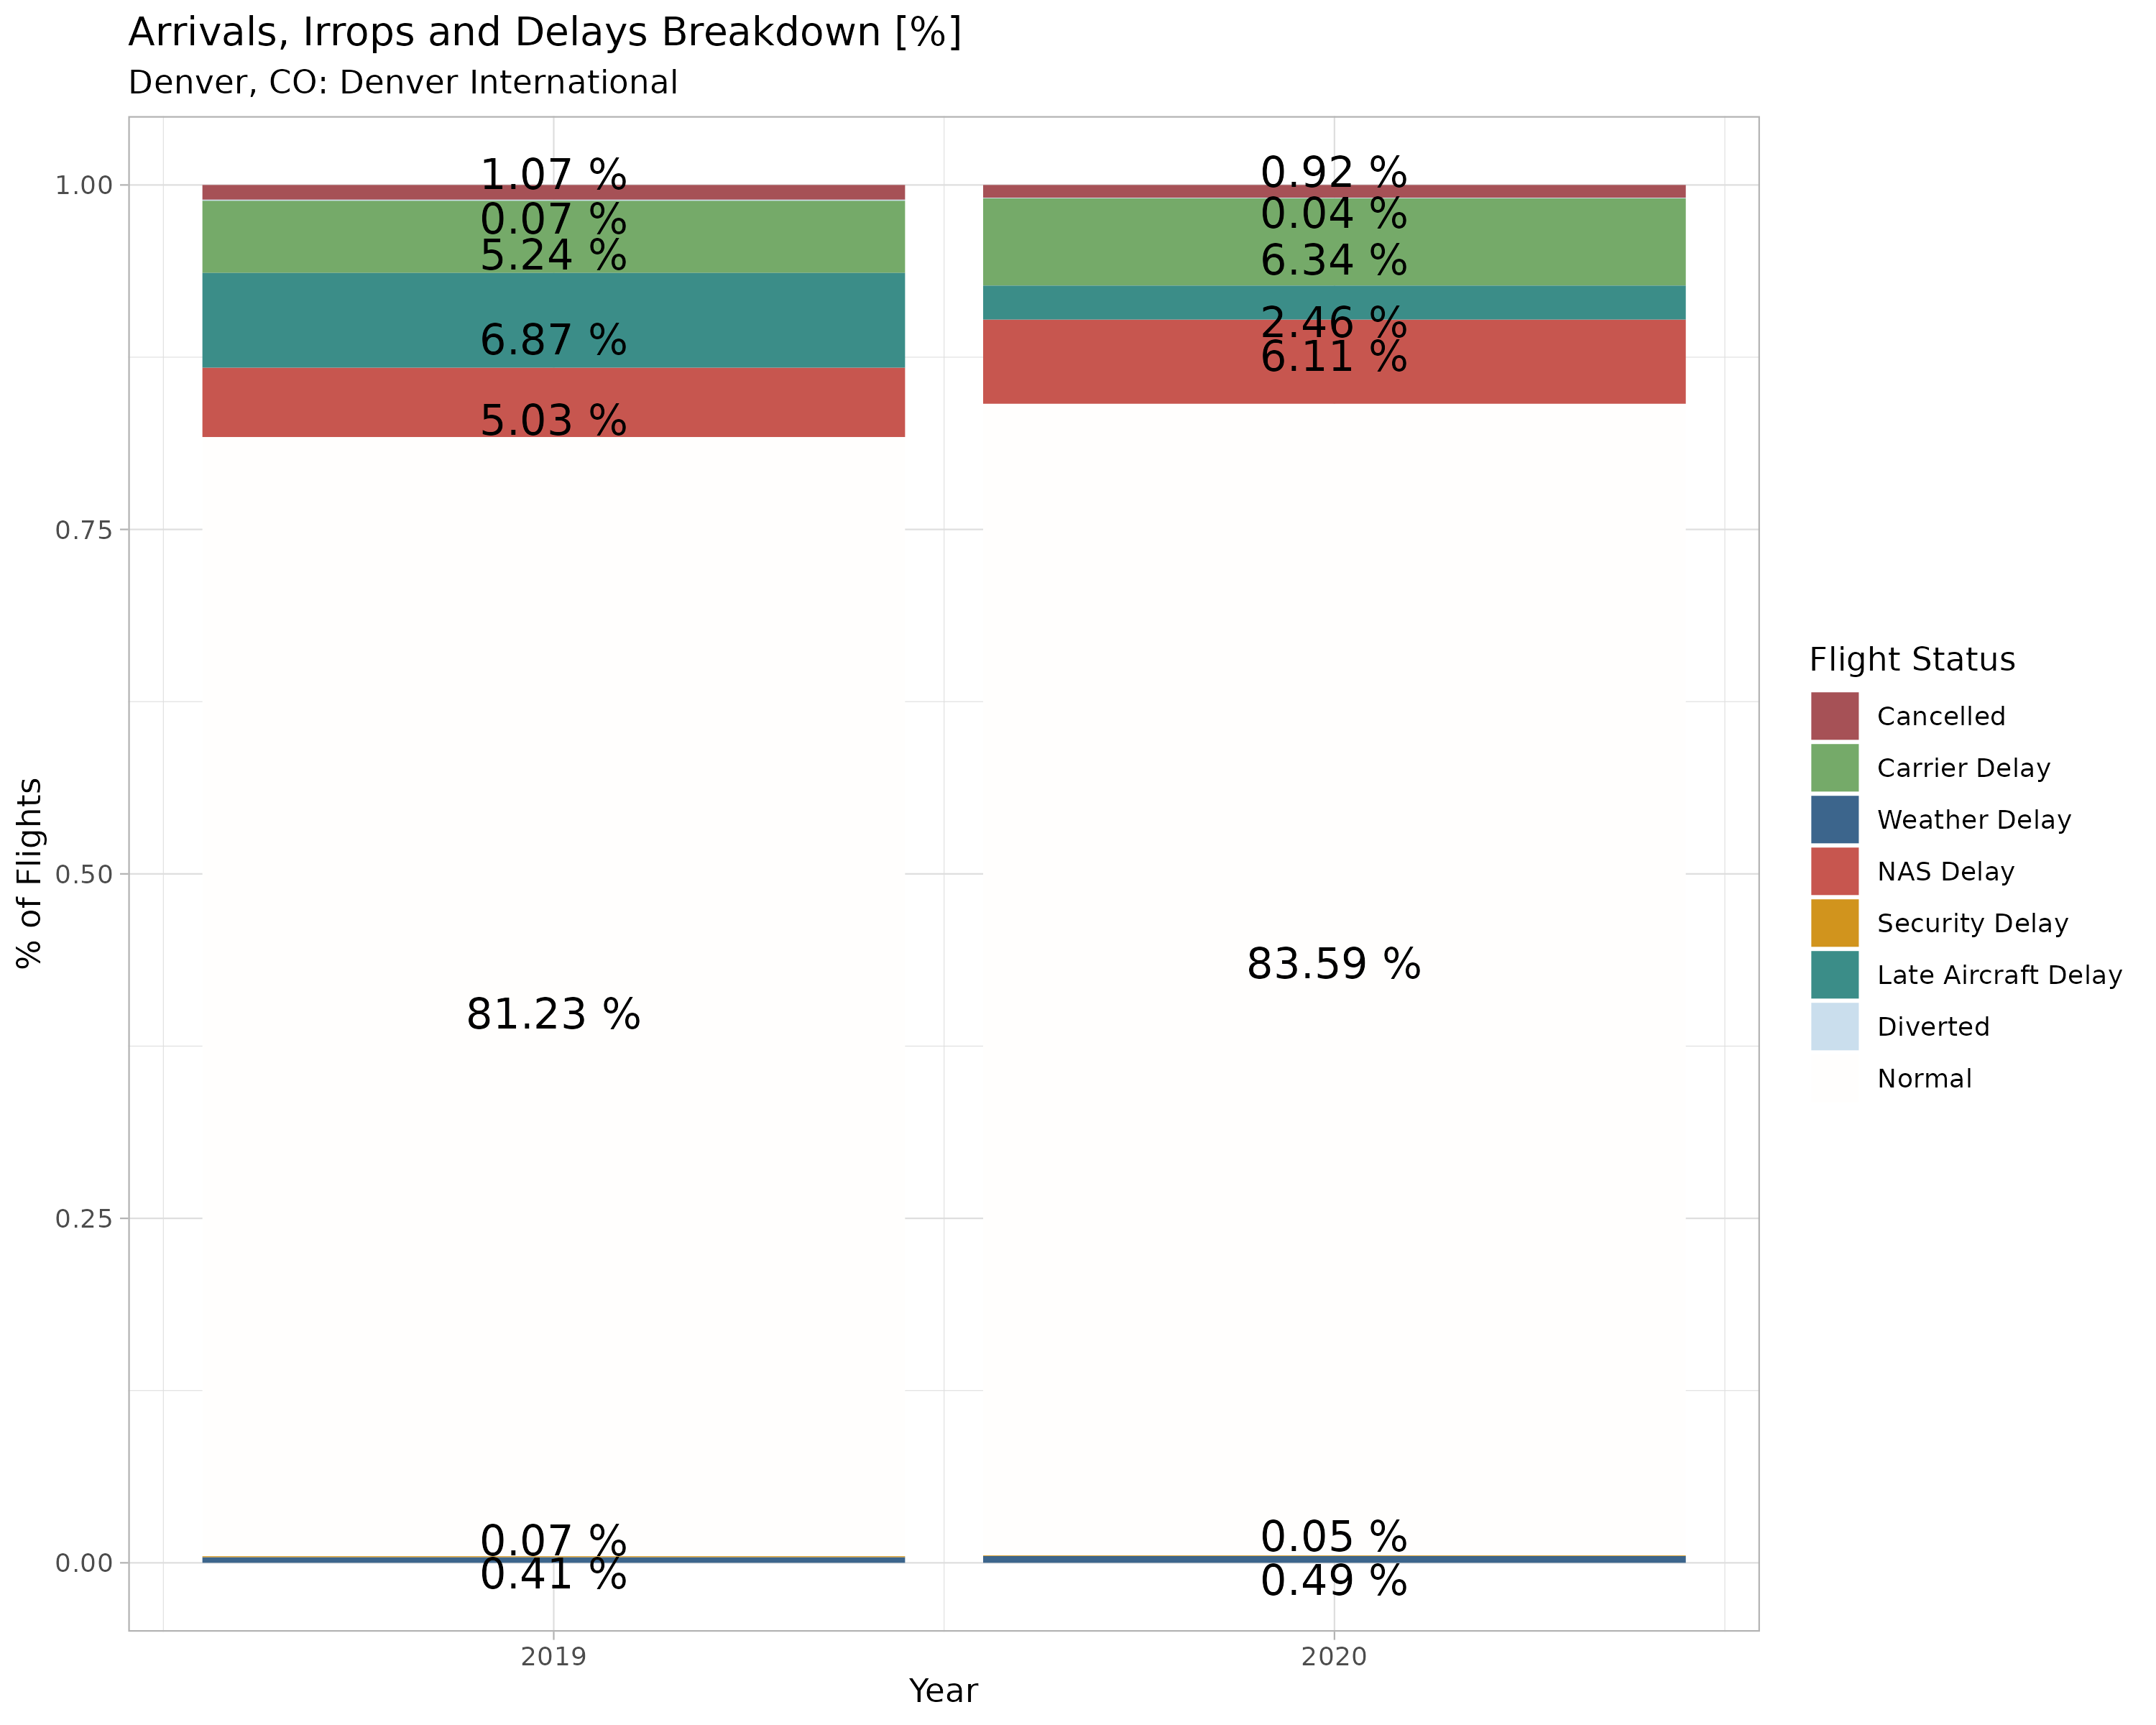 Arrivals, Irrops and Delays Breakdown [%]
Denver, CO: Denver International
% of Flights
1.00
0.75
0.50
0.25
0.00
1.07 %
0.07 %
5.24 %
6.87 %
5.03 %
81.23 %
0.07 %
0.41 %
0.92 %
0.04 %
6.34 %
2.46 %
6.11 %
83.59 %
0.05 %
0.49 %
2019
2020
Year
Flight Status
Cancelled
Carrier Delay
Weather Delay
NAS Delay
Security Delay
Late Aircraft Delay
Diverted
Normal